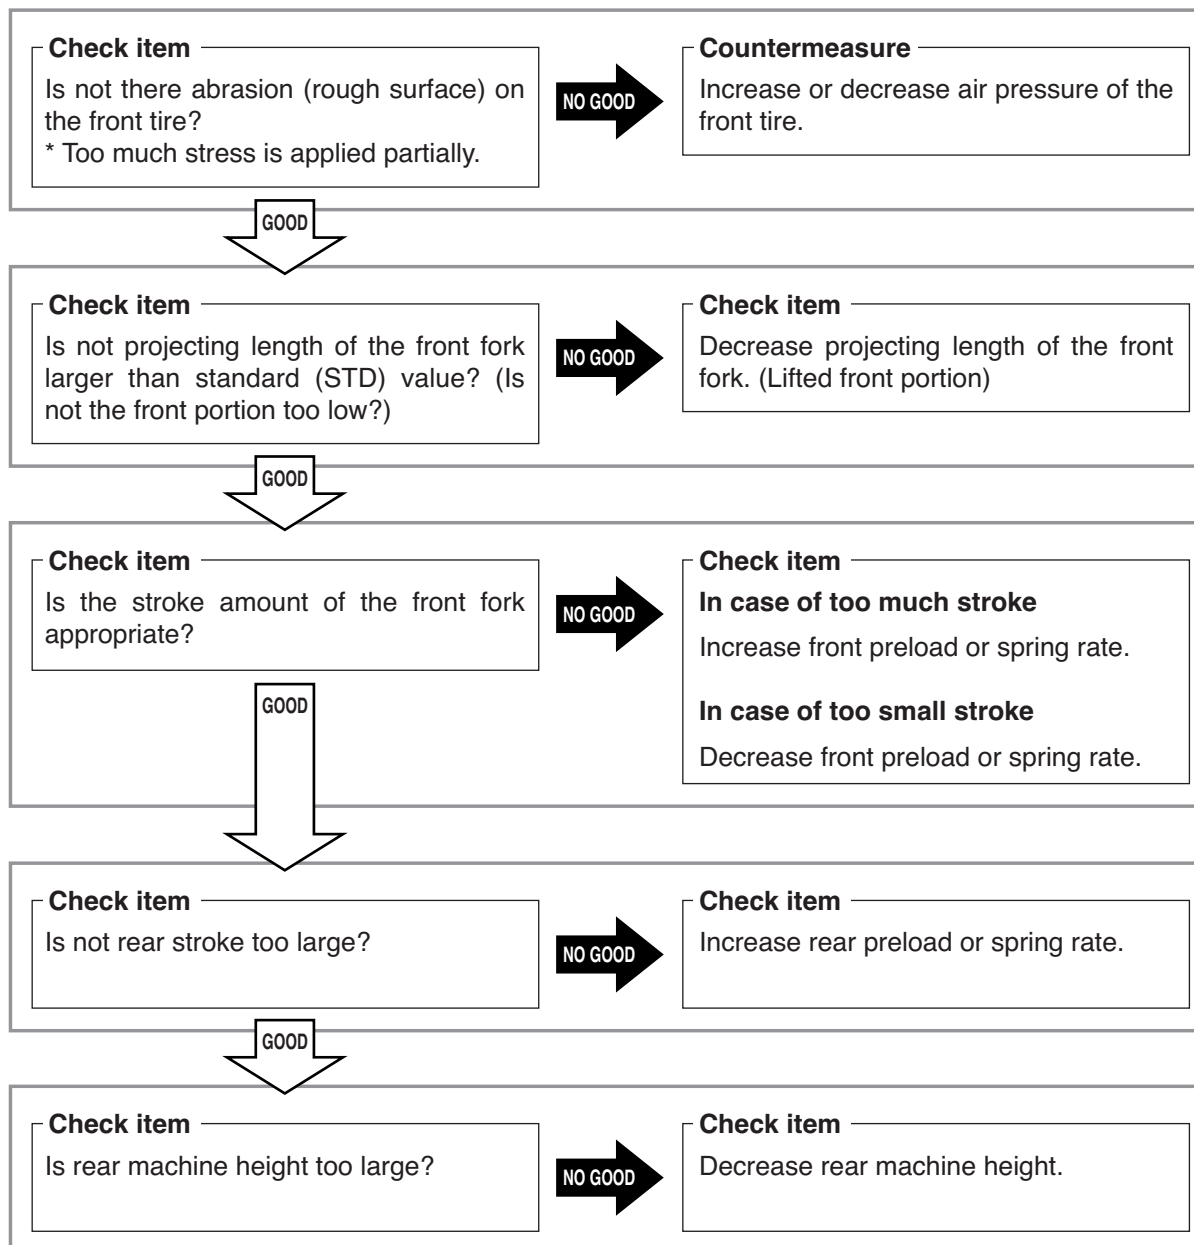 Check item
Is not there abrasion (rough surface) on
the front tire?
* Too much stress is applied partially.
NO GOOD
Countermeasure
Increase or decrease air pressure of the
front tire.
GOOD
Check item
Is not projecting length of the front fork
larger than standard (STD) value? (Is
not the front portion too low?)
NO GOOD
Check item
Decrease projecting length of the front
fork. (Lifted front portion)
GOOD
Check item
Is the stroke amount of the front fork
appropriate?
NO GOOD
Check item
In case of too much stroke
Increase front preload or spring rate.
In case of too small stroke
Decrease front preload or spring rate.
GOOD
Check item
Is not rear stroke too large?
NO GOOD
Check item
Increase rear preload or spring rate.
GOOD
Check item
Is rear machine height too large?
NO GOOD
Check item
Decrease rear machine height.